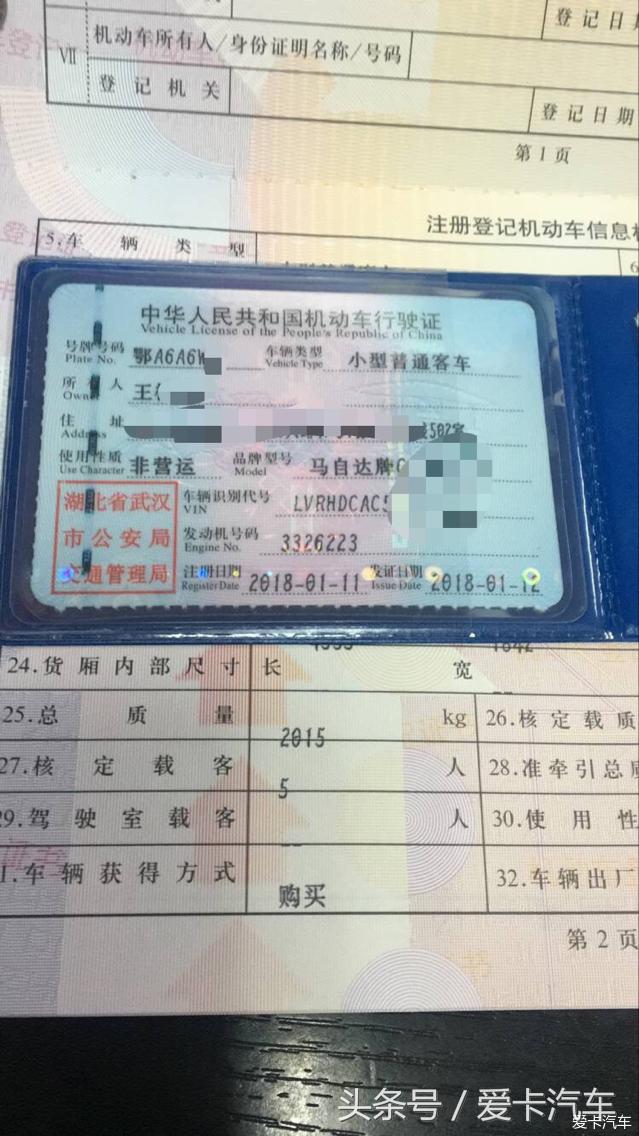 登记日期
VII
机动车所有人/身份证明名称/号码
登记机关
登记日期
第1页
注册登记机动车信息
5.车辆类型
6
中华人民共和国机动车行驶证
Vehicle License of the People's Republic of China
号牌号码 鄂A6A6W 车辆类型 小型普通客车
Plate No. Vehicle Type
所有人 王
Owner
住址 502室
Address
使用性质 非营运 品牌型号 马自达牌
Use Character Model
湖北省武汉市公安局交通管理局
车辆识别代号 LVRHDCAC5
VIN
发动机号码 3326223
Engine No.
注册日期 2018-01-11 发证日期 2018-01-12
Register Date Issue Date
24.货厢内部尺寸 长 宽
25.总质量 2015 kg 26.核定载质
27.核定载客 5 人 28.准牵引总
29.驾驶室载客 -- 人 30.使用性
1.车辆获得方式 购买 32.车辆出厂
第2页
头条号/爱卡汽车
爱卡汽车